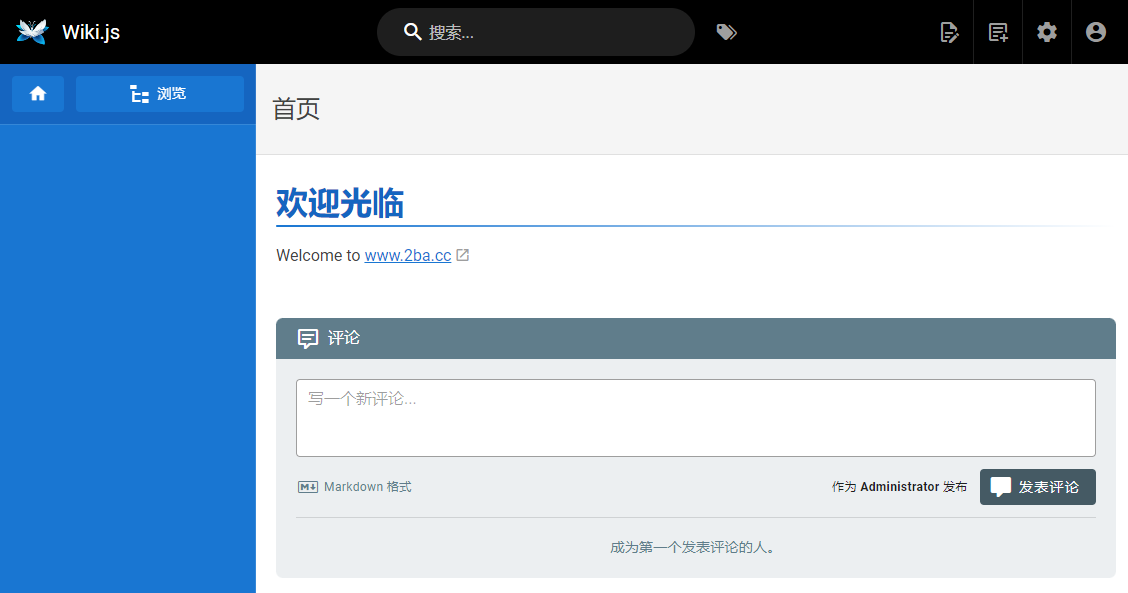 Wiki.js
搜索...
浏览
首页
欢迎光临
Welcome to www.2ba.cc
评论
写一个新评论...
Markdown 格式
作为 Administrator 发布
发表评论
成为第一个发表评论的人。